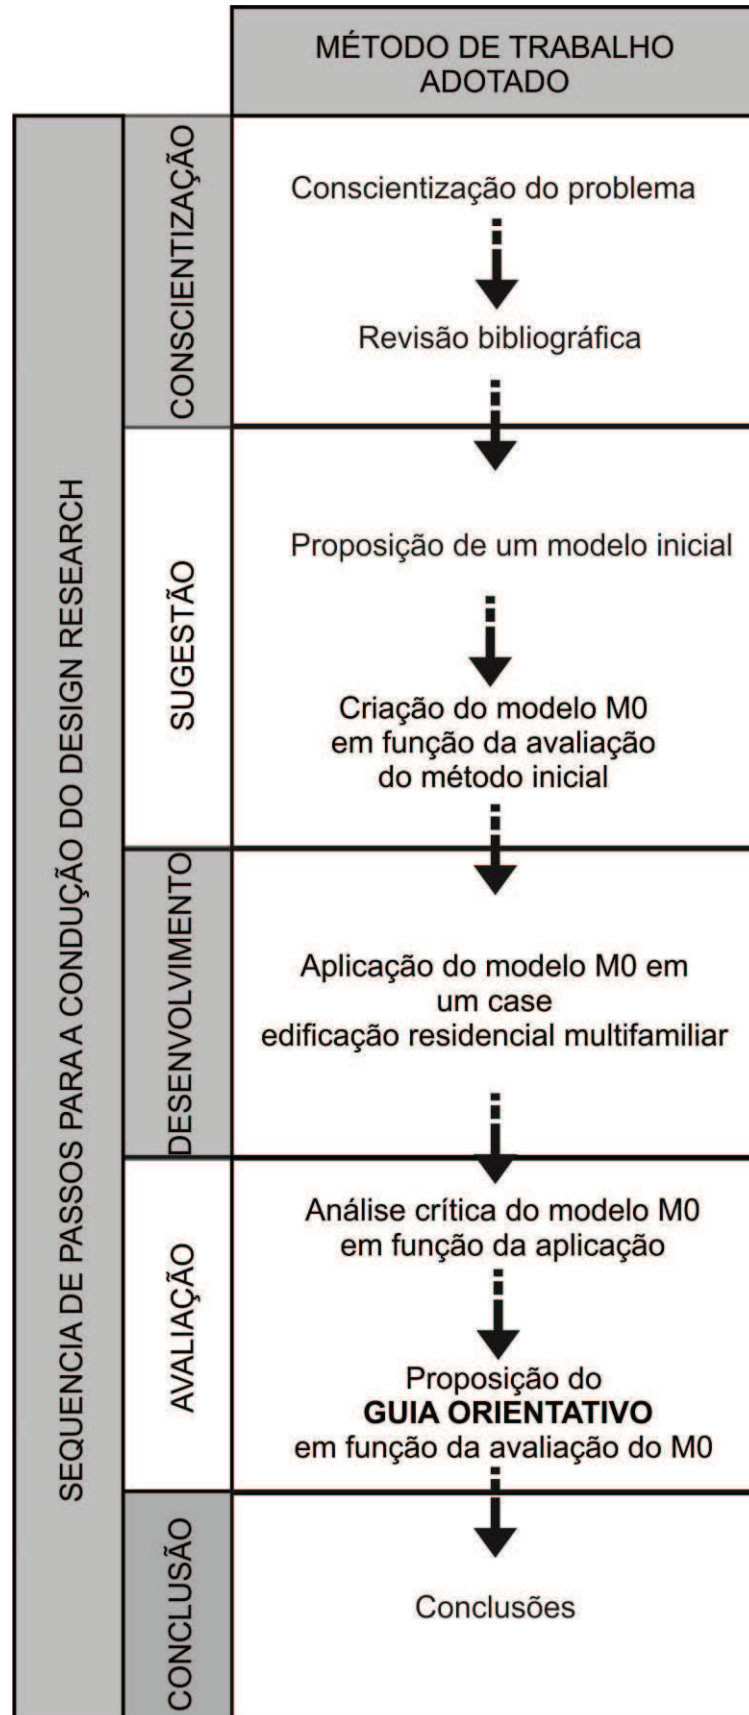 MÉTODO DE TRABALHO
ADOTADO
SEQUENCIA DE PASSOS PARA A CONDUÇÃO DO DESIGN RESEARCH
CONSCIENTIZAÇÃO
Conscientização do problema
Revisão bibliográfica
SUGESTÃO
Proposição de um modelo inicial
Criação do modelo M0
em função da avaliação
do método inicial
DESENVOLVIMENTO
Aplicação do modelo M0 em
um case
edificação residencial multifamiliar
AVALIAÇÃO
Análise crítica do modelo M0
em função da aplicação
Proposição do
GUIA ORIENTATIVO
em função da avaliação do M0
CONCLUSÃO
Conclusões